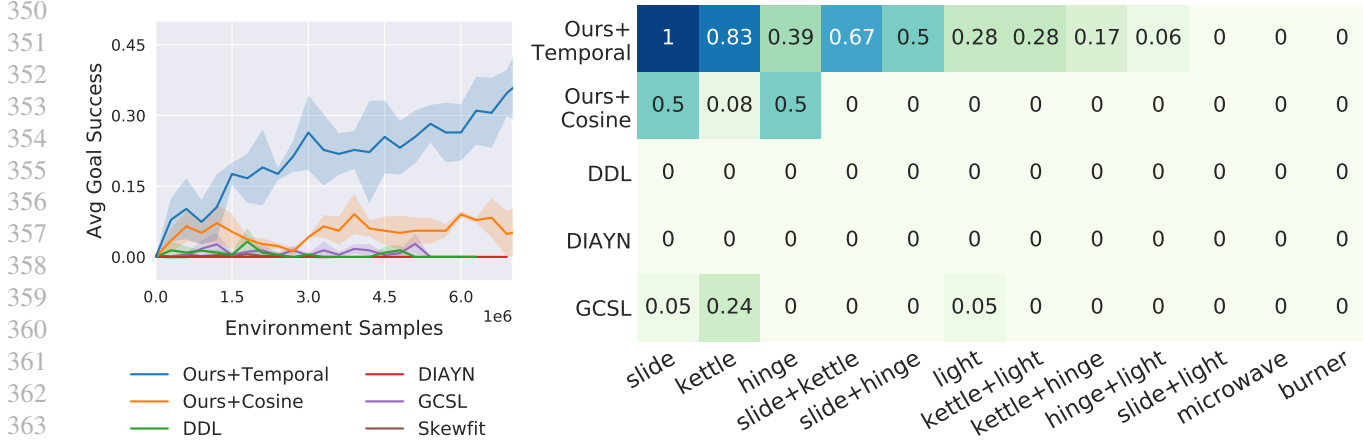 350
351
352
353
354
355
356
357
358
359
360
361
362
363
Avg Goal Success
0.45
0.30
0.15
0.00
0.0 1.5 3.0 4.5 6.0
1e6
Environment Samples
Ours+Temporal
Ours+Cosine
DDL
DIAYN
GCSL
Skewfit
Ours+
Temporal
1 0.83 0.39 0.67 0.5 0.28 0.28 0.17 0.06 0 0 0
Ours+
Cosine
0.5 0.08 0.5 0 0 0 0 0 0 0 0 0
DDL
0 0 0 0 0 0 0 0 0 0 0 0
DIAYN
0 0 0 0 0 0 0 0 0 0 0 0
GCSL
0.05 0.24 0 0 0 0.05 0 0 0 0 0 0
slide
kettle
hinge
slide+kettle
slide+hinge
light
kettle+light
kettle+hinge
hinge+light
slide+light
microwave
burner